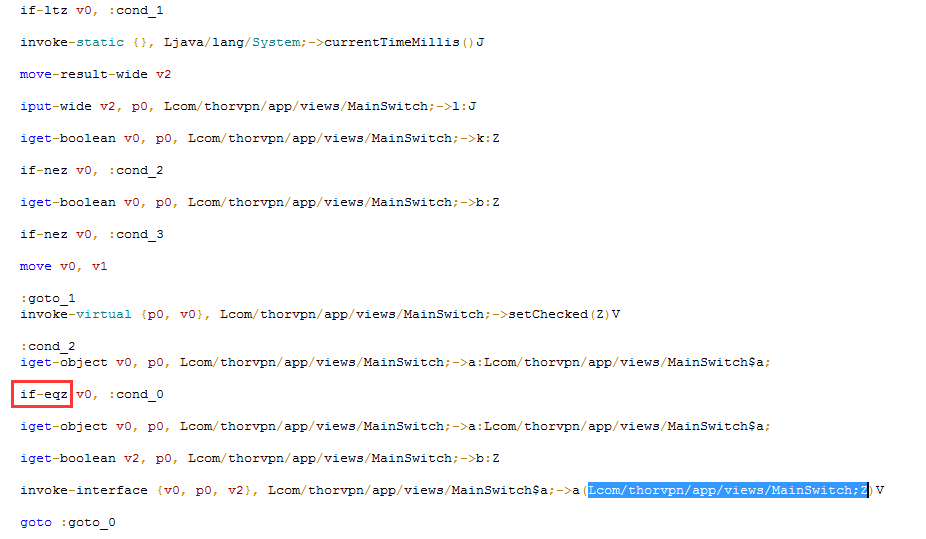 if-ltz v0, :cond_1
invoke-static {}, Ljava/lang/System;->currentTimeMillis()J
move-result-wide v2
iput-wide v2, p0, Lcom/thorvpn/app/views/MainSwitch;->l:J
iget-boolean v0, p0, Lcom/thorvpn/app/views/MainSwitch;->k:Z
if-nez v0, :cond_2
iget-boolean v0, p0, Lcom/thorvpn/app/views/MainSwitch;->b:Z
if-nez v0, :cond_3
move v0, v1
:goto_1
invoke-virtual {p0, v0}, Lcom/thorvpn/app/views/MainSwitch;->setChecked(Z)V
:cond_2
iget-object v0, p0, Lcom/thorvpn/app/views/MainSwitch;->a:Lcom/thorvpn/app/views/MainSwitch$a;
if-eqz v0, :cond_0
iget-object v0, p0, Lcom/thorvpn/app/views/MainSwitch;->a:Lcom/thorvpn/app/views/MainSwitch$a;
iget-boolean v2, p0, Lcom/thorvpn/app/views/MainSwitch;->b:Z
invoke-interface {v0, p0, v2}, Lcom/thorvpn/app/views/MainSwitch$a;->a(Lcom/thorvpn/app/views/MainSwitch;Z)V
goto :goto_0